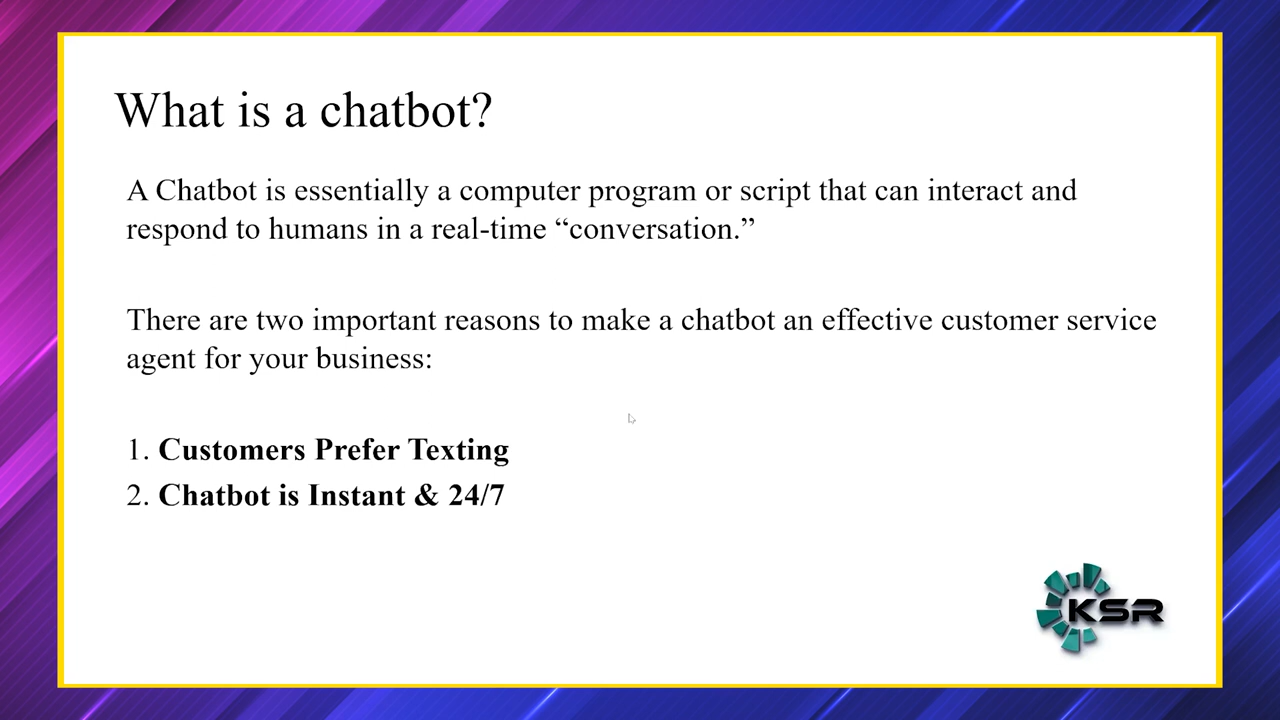 What is a chatbot?
A Chatbot is essentially a computer program or script that can interact and
respond to humans in a real-time “conversation.”
There are two important reasons to make a chatbot an effective customer service
agent for your business:
1. Customers Prefer Texting
2. Chatbot is Instant & 24/7
KSR